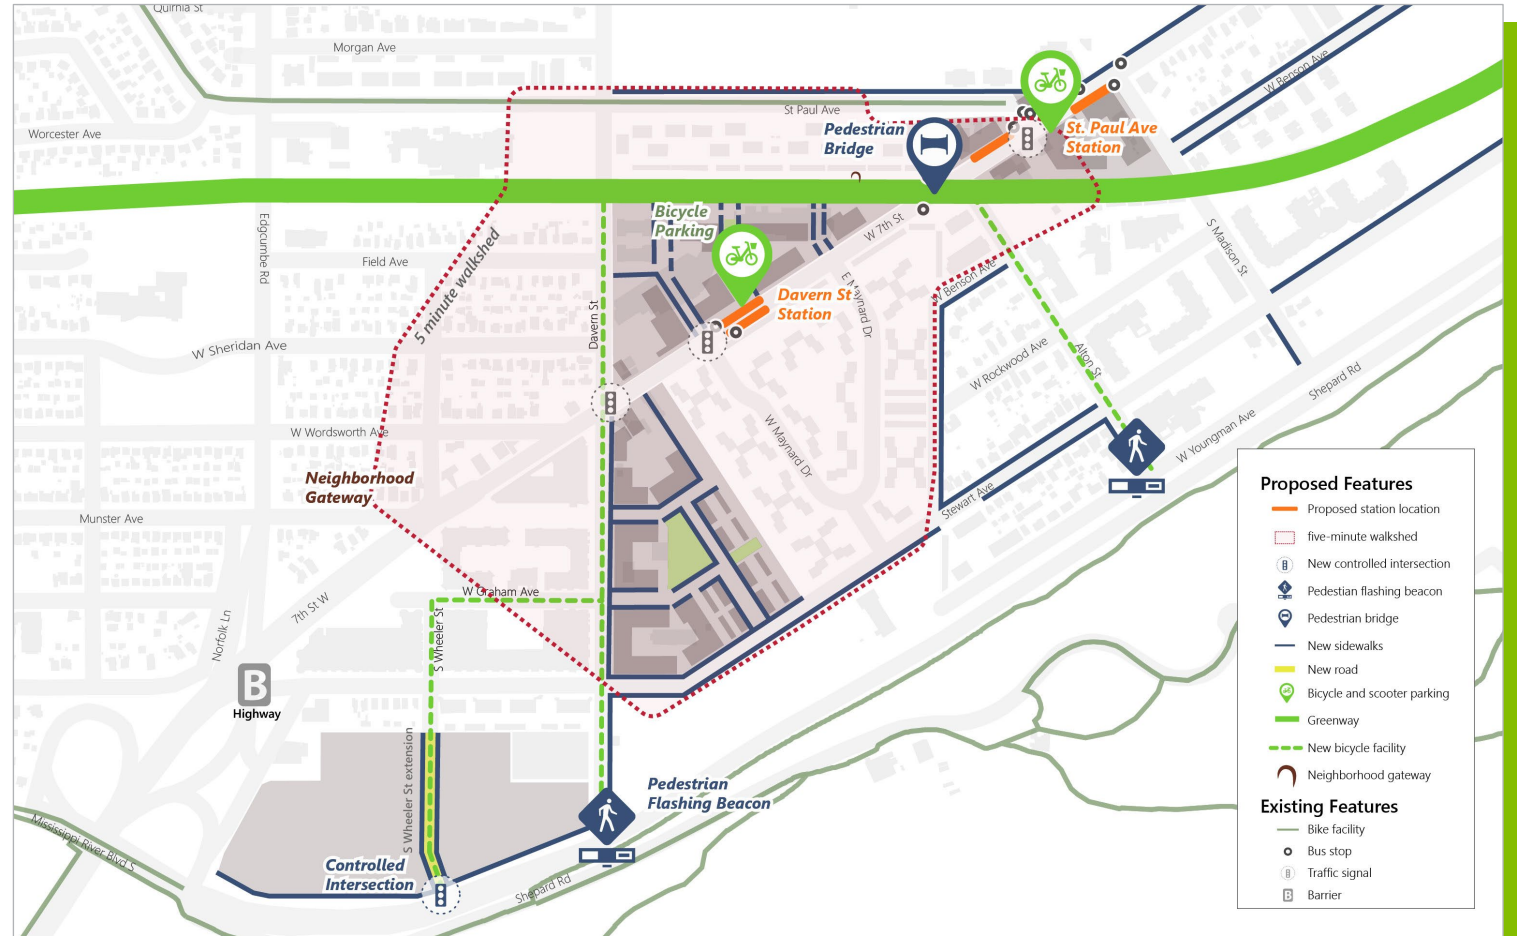 Quirnia St
Morgan Ave
Worcester Ave
St Paul Ave
W Benson Ave
St. Paul Ave
Station
Pedestrian
Bridge
Bicycle
Parking
W 7th St
Edgcumbe Rd
Field Ave
5 minute walkshed
S Madison St
W Benson Ave
E Maynard Dr
Davern St
Davern St
Station
W Sheridan Ave
W Rockwood Ave
Alton St
Shepard Rd
W Youngman Ave
W Wordsworth Ave
W Maynard Dr
Neighborhood
Gateway
Stewart Ave
Munster Ave
W Graham Ave
7th St W
Norfolk Ln
S Wheeler St
B
Highway
S Wheeler St extension
Pedestrian
Flashing Beacon
Controlled
Intersection
Mississippi River Blvd S
Shepard Rd
Proposed Features
Proposed station location
five-minute walkshed
New controlled intersection
Pedestian flashing beacon
Pedestrian bridge
New sidewalks
New road
Bicycle and scooter parking
Greenway
New bicycle facility
Neighborhood gateway
Existing Features
Bike facility
Bus stop
Traffic signal
B
Barrier